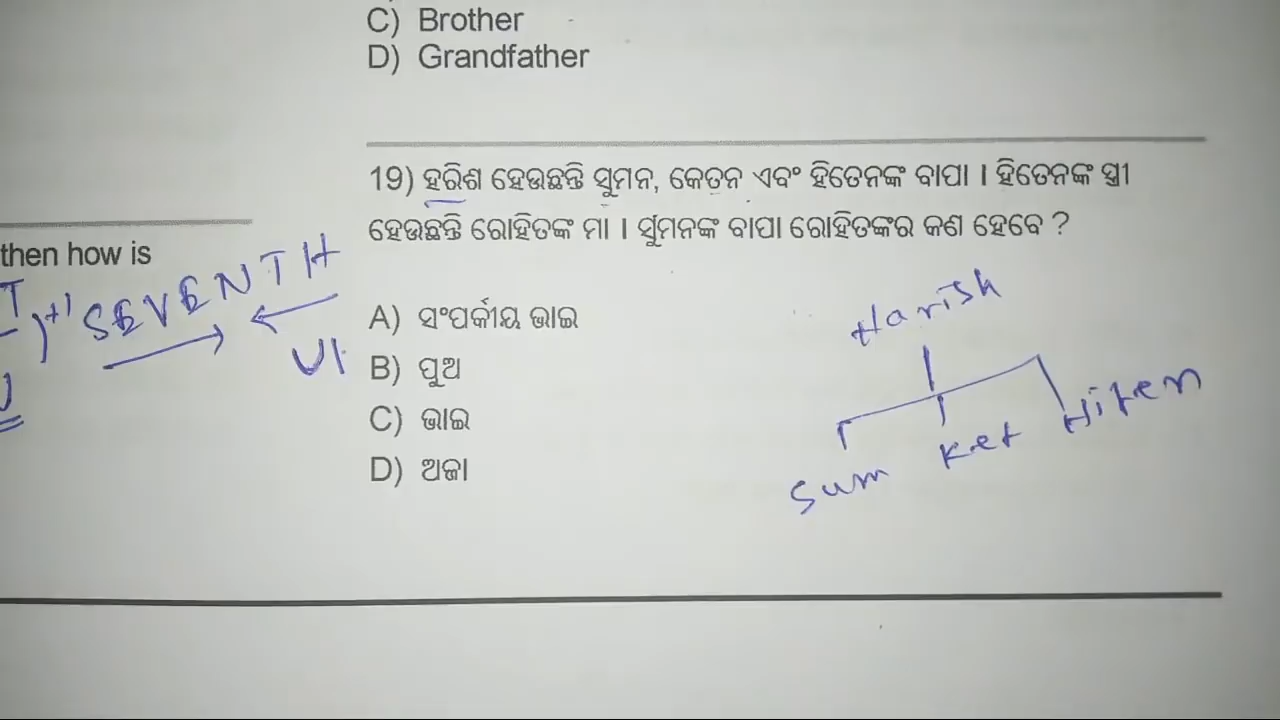 C) Brother
D) Grandfather
19) ହରିଶ ହେଉଛନ୍ତି ସୁମନ, କେତନ ଏବଂ ହିତେନଙ୍କ ବାପା । ହିତେନଙ୍କ ସ୍ତ୍ରୀ
ହେଉଛନ୍ତି ରୋହିତଙ୍କ ମା । ର୍ସୁମନଙ୍କ ବାପା ରୋହିତଙ୍କର କଣ ହେବେ ?
then how is
SEVENTH
+1
A) ସଂପର୍କୀୟ ଭାଇ
B) ପୁଅ
C) ଭାଇ
D) ଅଜା
Harish
Sum Ket Hiten